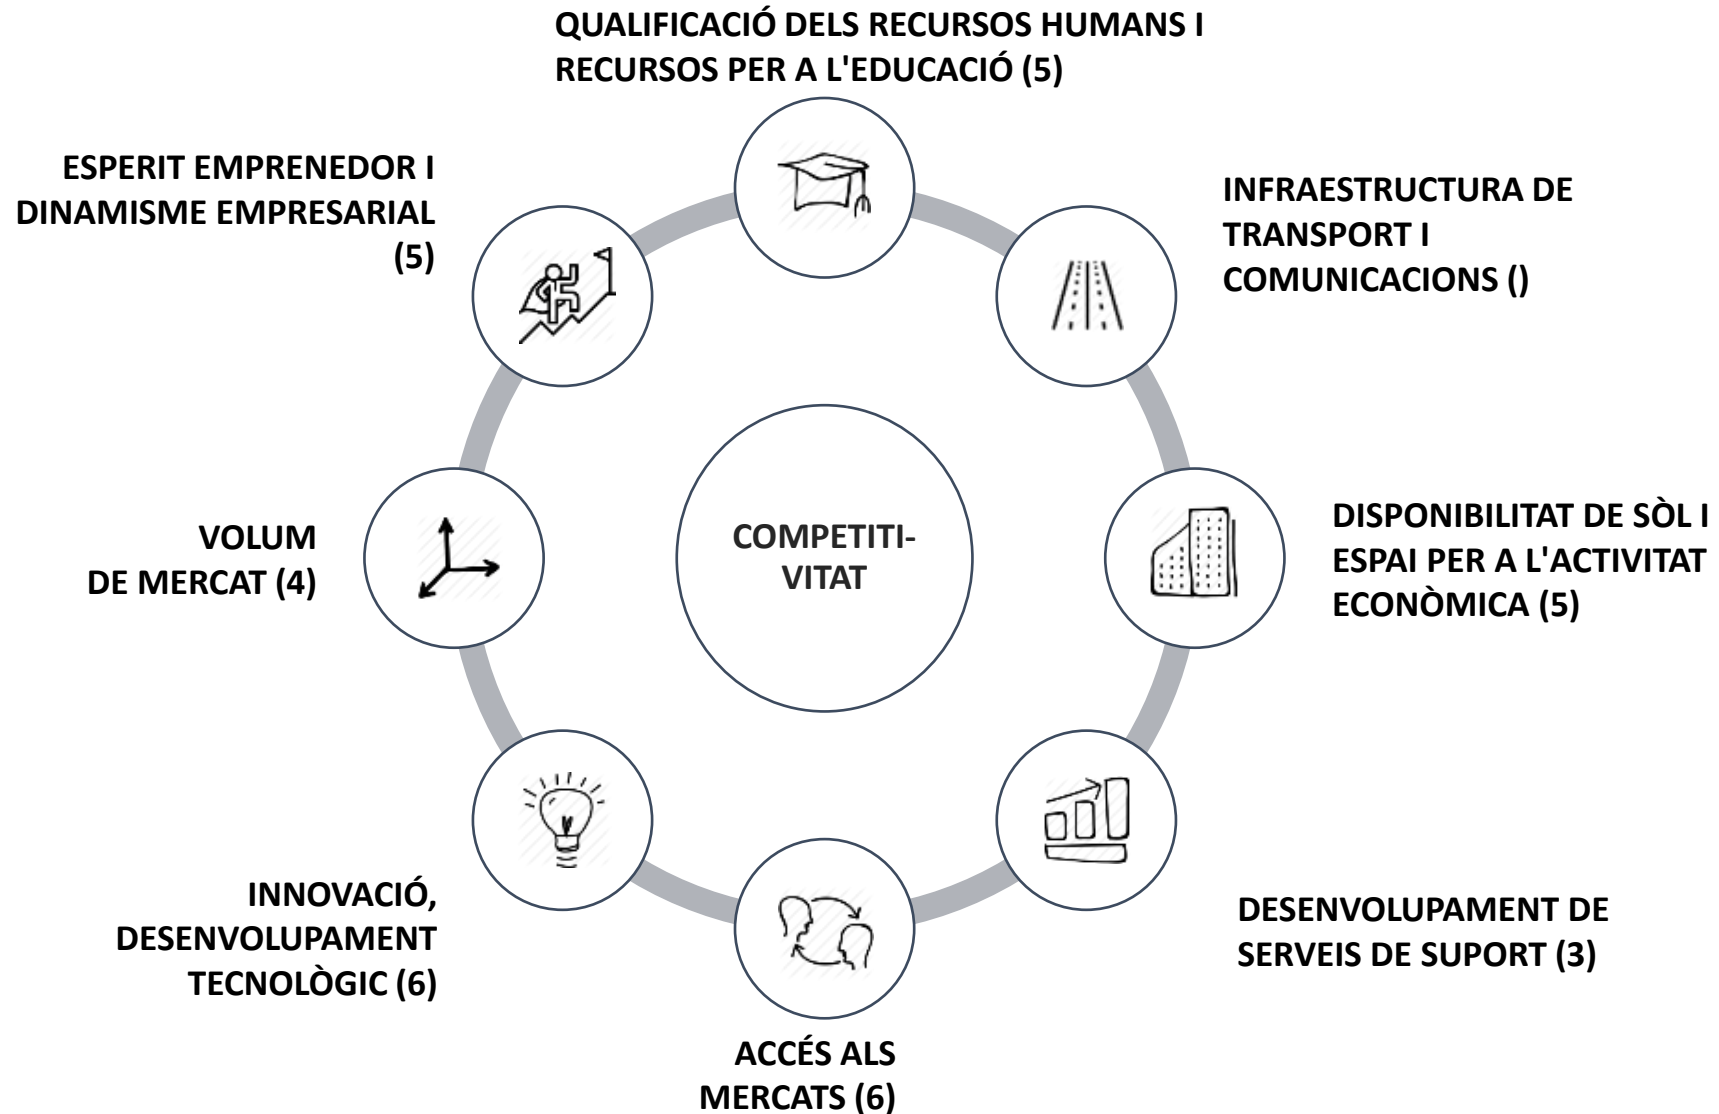 QUALIFICACIÓ DELS RECURSOS HUMANS I
RECURSOS PER A L'EDUCACIÓ (5)
ESPERIT EMPRENEDOR I
DINAMISME EMPRESARIAL
(5)
INFRAESTRUCTURA DE
TRANSPORT I
COMUNICACIONS ()
VOLUM
DE MERCAT (4)
COMPETITI-
VITAT
DISPONIBILITAT DE SÒL I
ESPAI PER A L'ACTIVITAT
ECONÒMICA (5)
INNOVACIÓ,
DESENVOLUPAMENT
TECNOLÒGIC (6)
DESENVOLUPAMENT DE
SERVEIS DE SUPORT (3)
ACCÉS ALS
MERCATS (6)